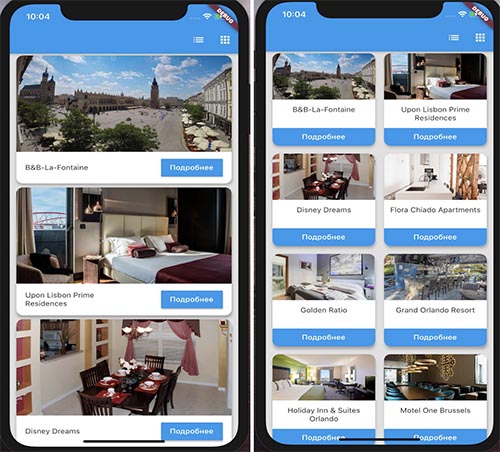 10:04
DEBUG
B&B-La-Fontaine
Подробнее
Upon Lisbon Prime
Residences
Подробнее
Disney Dreams
Подробнее
10:04
DEBUG
B&B-La-Fontaine
Подробнее
Upon Lisbon Prime
Residences
Подробнее
Disney Dreams
Подробнее
Flora Chiado Apartments
Подробнее
Golden Ratio
Подробнее
Grand Orlando Resort
Подробнее
Holiday Inn & Suites
Orlando
Подробнее
Motel One Brussels
Подробнее